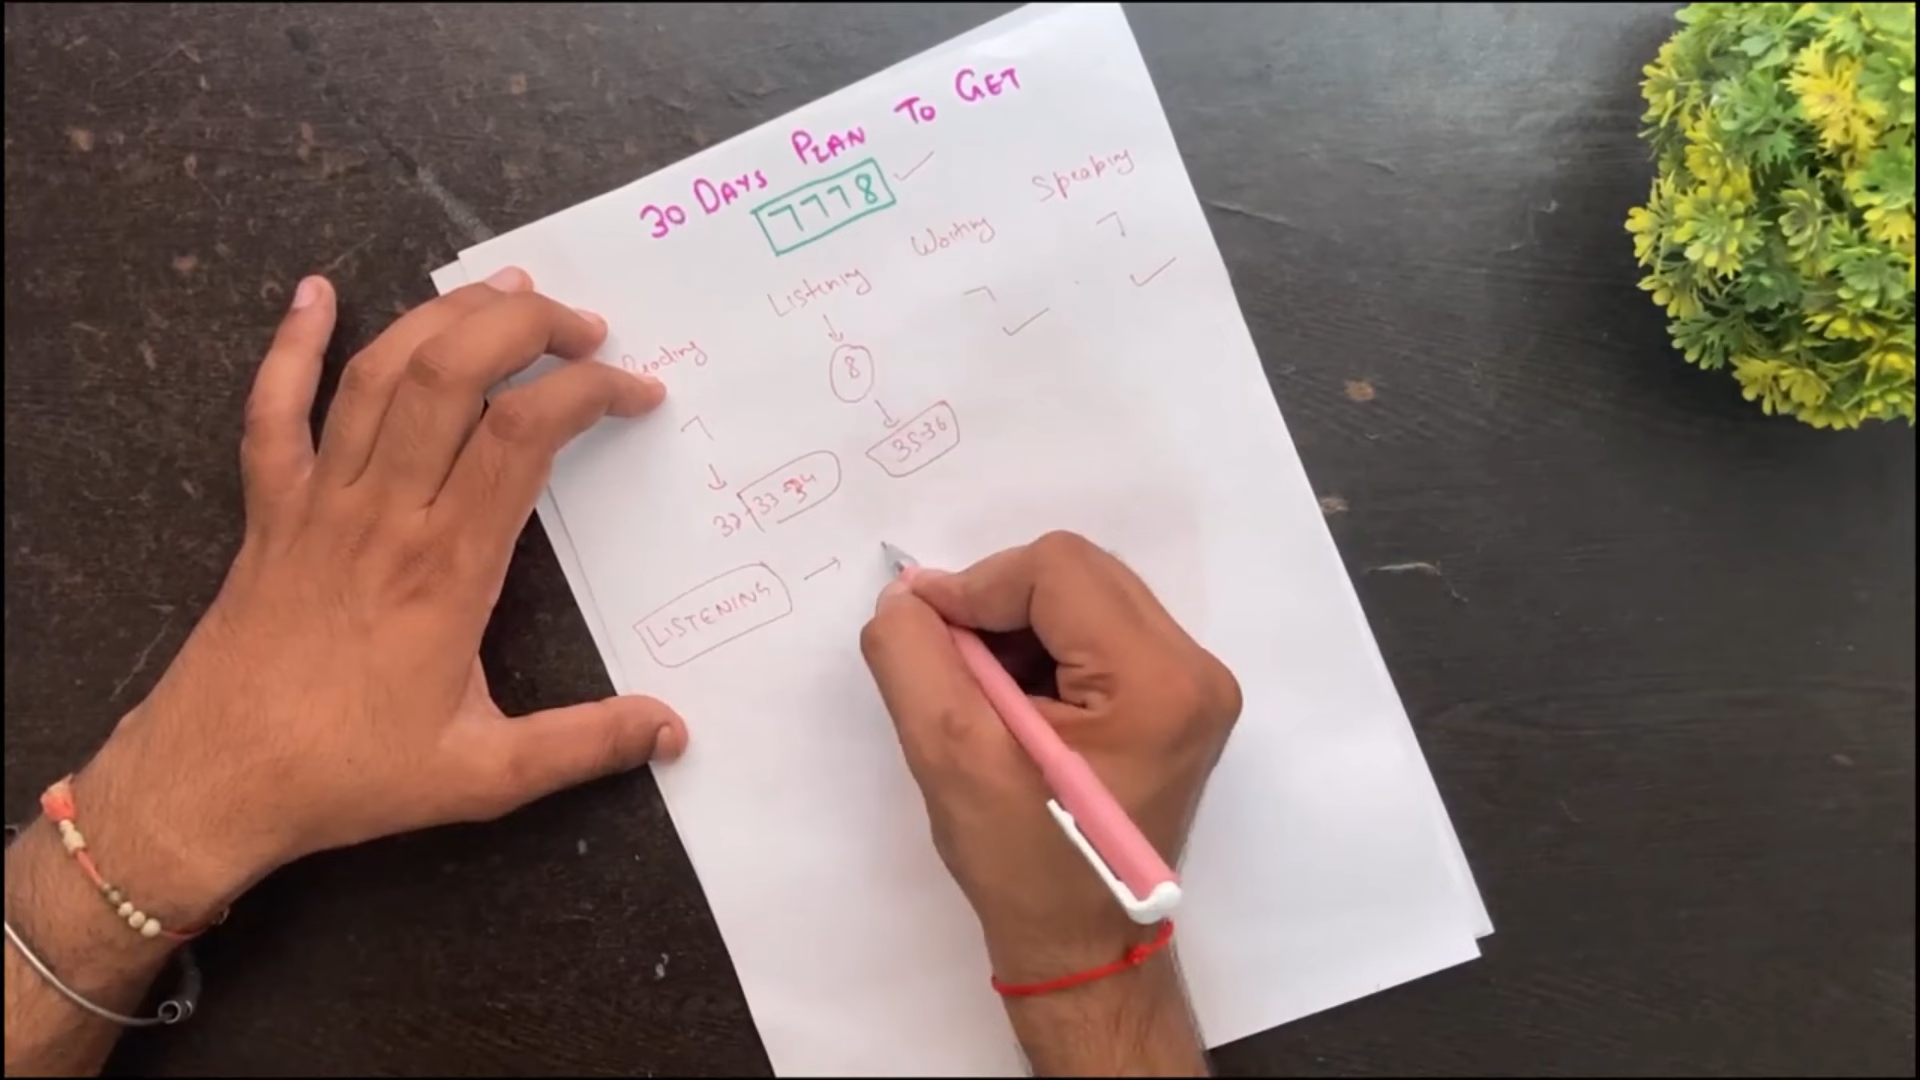 30 DAYS PLAN TO GET
7778
Reading Listening Writing Speaking
7 8 7 7
33-34 35-36
LISTENING →